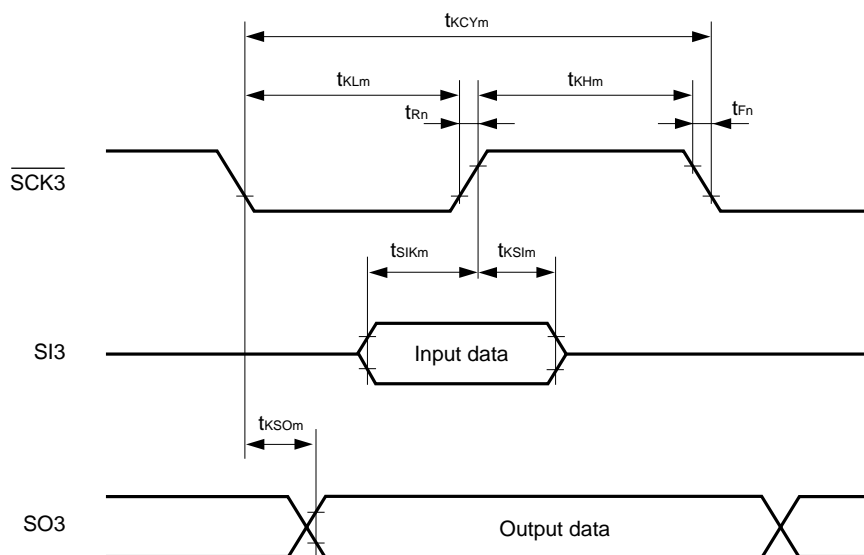 tKCYm
tKLm
tKHm
tRn
tFn
SCK3
tSIKm
tKSIm
SI3
Input data
tKSOm
SO3
Output data